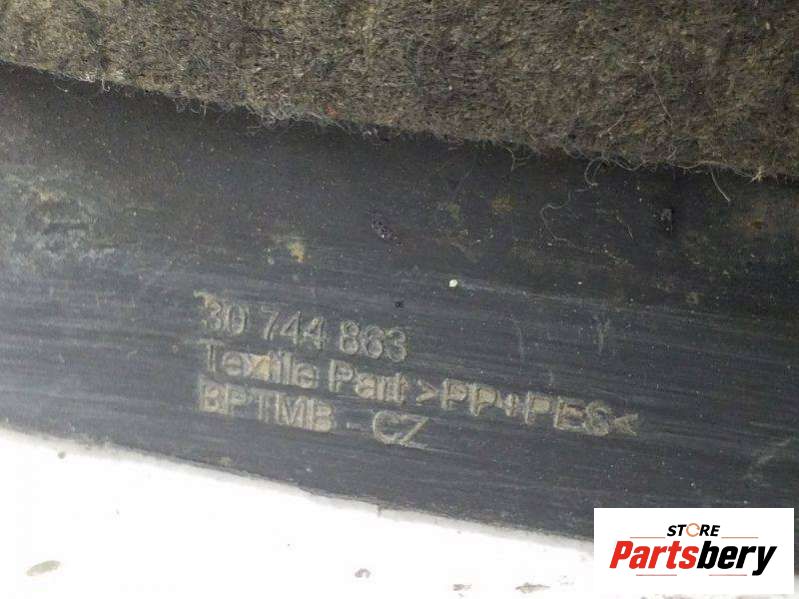 30 744 863
Textile Part >PP+PES<
BPTMB - CZ
STORE
Partsbery